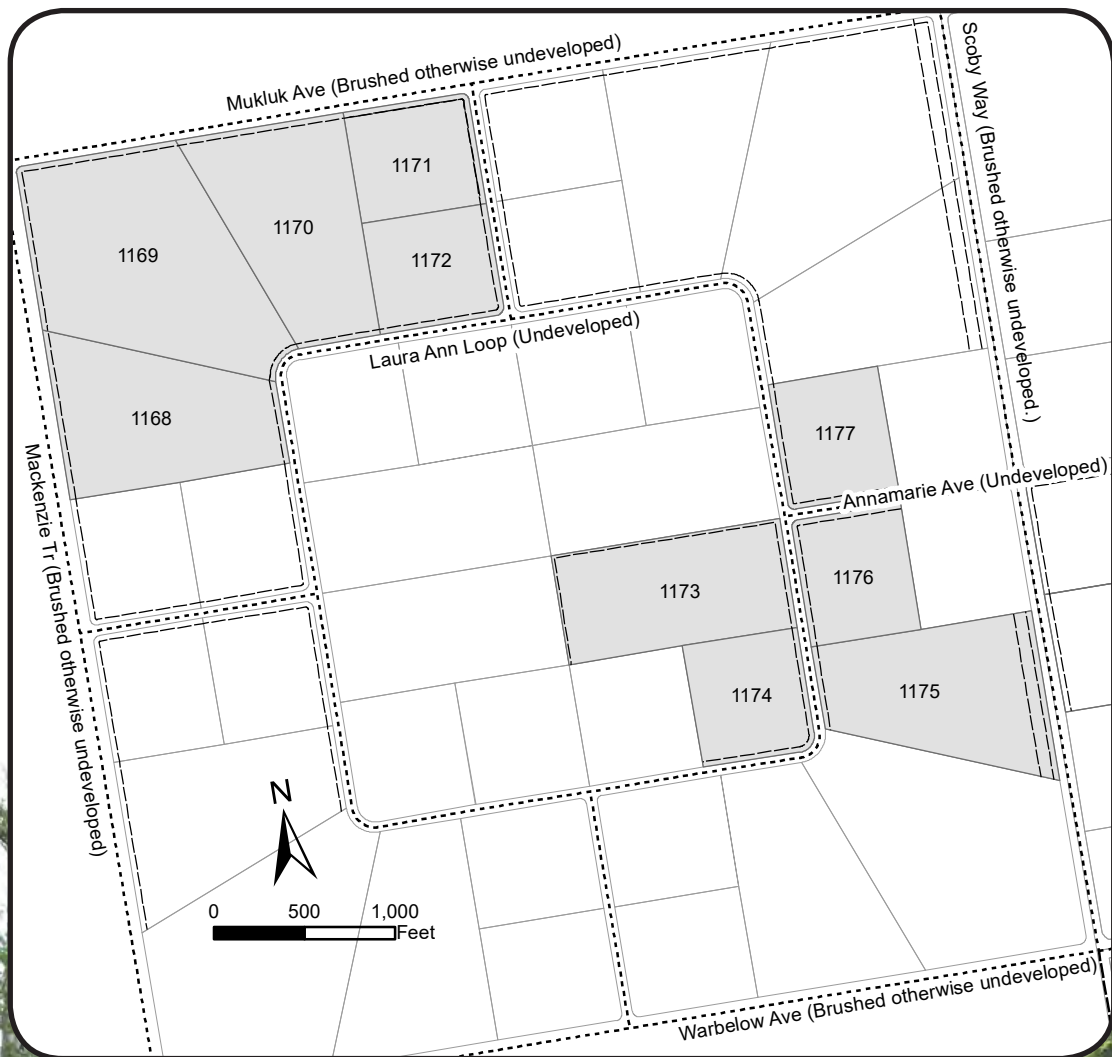 Mukluk Ave (Brushed otherwise undeveloped)
Scoby Way (Brushed otherwise undeveloped.)
1171
1170
1169
1172
Laura Ann Loop (Undeveloped)
1168
1177
Mackenzie Tr (Brushed otherwise undeveloped)
Annamarie Ave (Undeveloped)
1176
1173
1175
1174
N
0 500 1,000
Feet
Warbelow Ave (Brushed otherwise undeveloped)